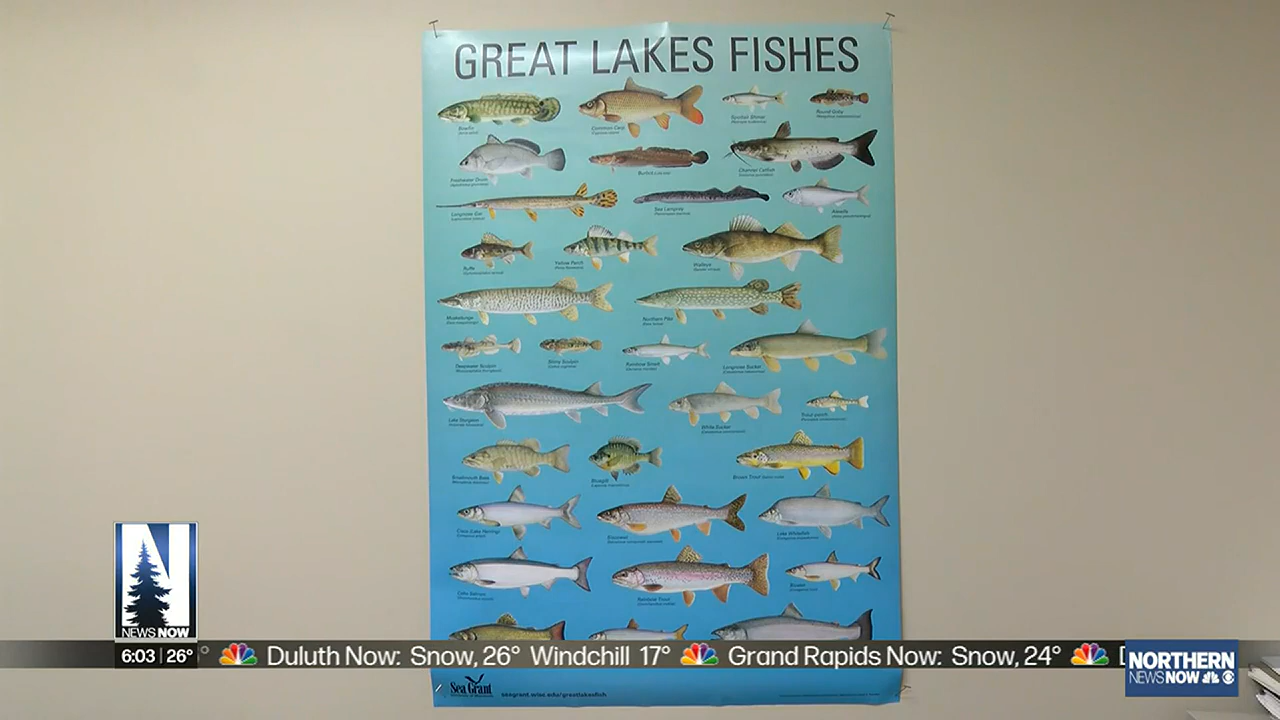 GREAT LAKES FISHES
Bowfin
Common Carp
Spottail Shiner
Round Goby
Freshwater Drum
Burbot
Channel Catfish
Longnose Gar
Sea Lamprey
Alewife
Ruffe
Yellow Perch
Walleye
Muskellunge
Northern Pike
Deepwater Sculpin
Slimy Sculpin
Rainbow Smelt
Longnose Sucker
Lake Sturgeon
White Sucker
Trout-perch
Smallmouth Bass
Bluegill
Brown Trout
Cisco (Lake Herring)
Siscowet
Lake Whitefish
Coho Salmon
Rainbow Trout
Bloater
N
NEWS NOW
6:03 | 26°
Duluth Now: Snow, 26° Windchill 17° Grand Rapids Now: Snow, 24°
NORTHERN
NEWS NOW
Sea Grant
seagrant.wisc.edu/greatlakesfish